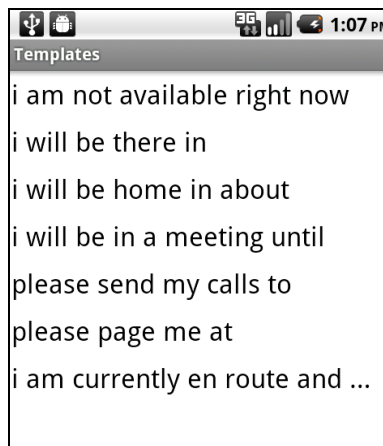 3G 1:07 PM
Templates
i am not available right now
i will be there in
i will be home in about
i will be in a meeting until
please send my calls to
please page me at
i am currently en route and ...